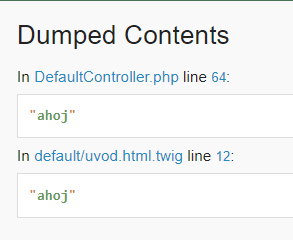 Dumped Contents
In DefaultController.php line 64:
"ahoj"
In default/uvod.html.twig line 12:
"ahoj"